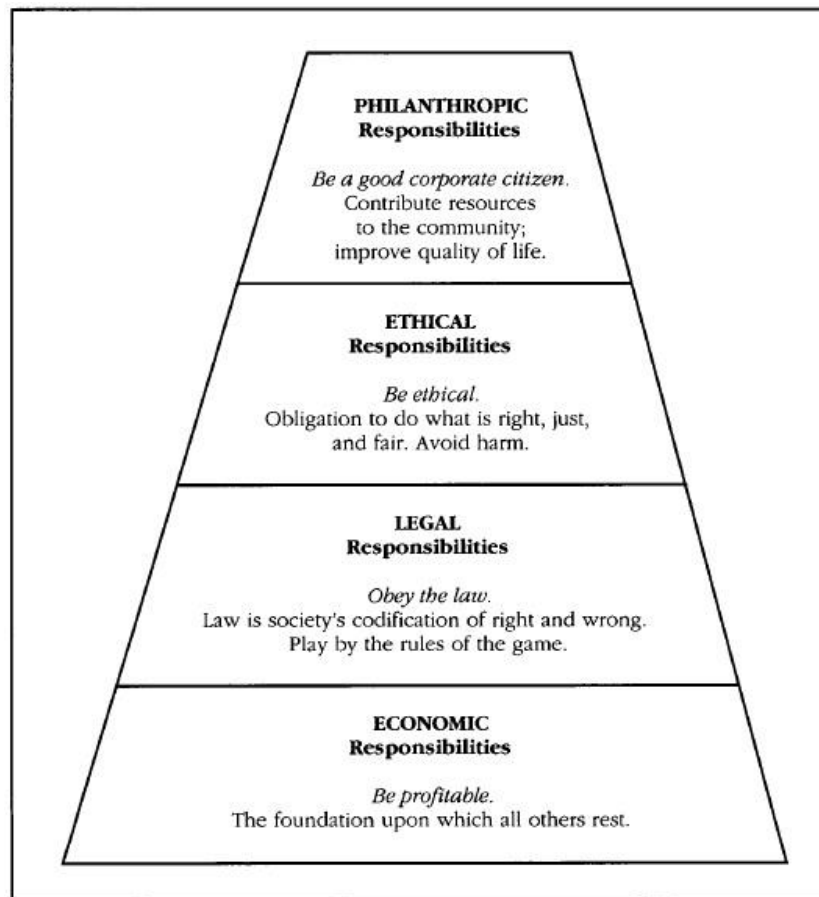 PHILANTHROPIC
Responsibilities
Be a good corporate citizen.
Contribute resources
to the community;
improve quality of life.
ETHICAL
Responsibilities
Be ethical.
Obligation to do what is right, just,
and fair. Avoid harm.
LEGAL
Responsibilities
Obey the law.
Law is society's codification of right and wrong.
Play by the rules of the game.
ECONOMIC
Responsibilities
Be profitable.
The foundation upon which all others rest.